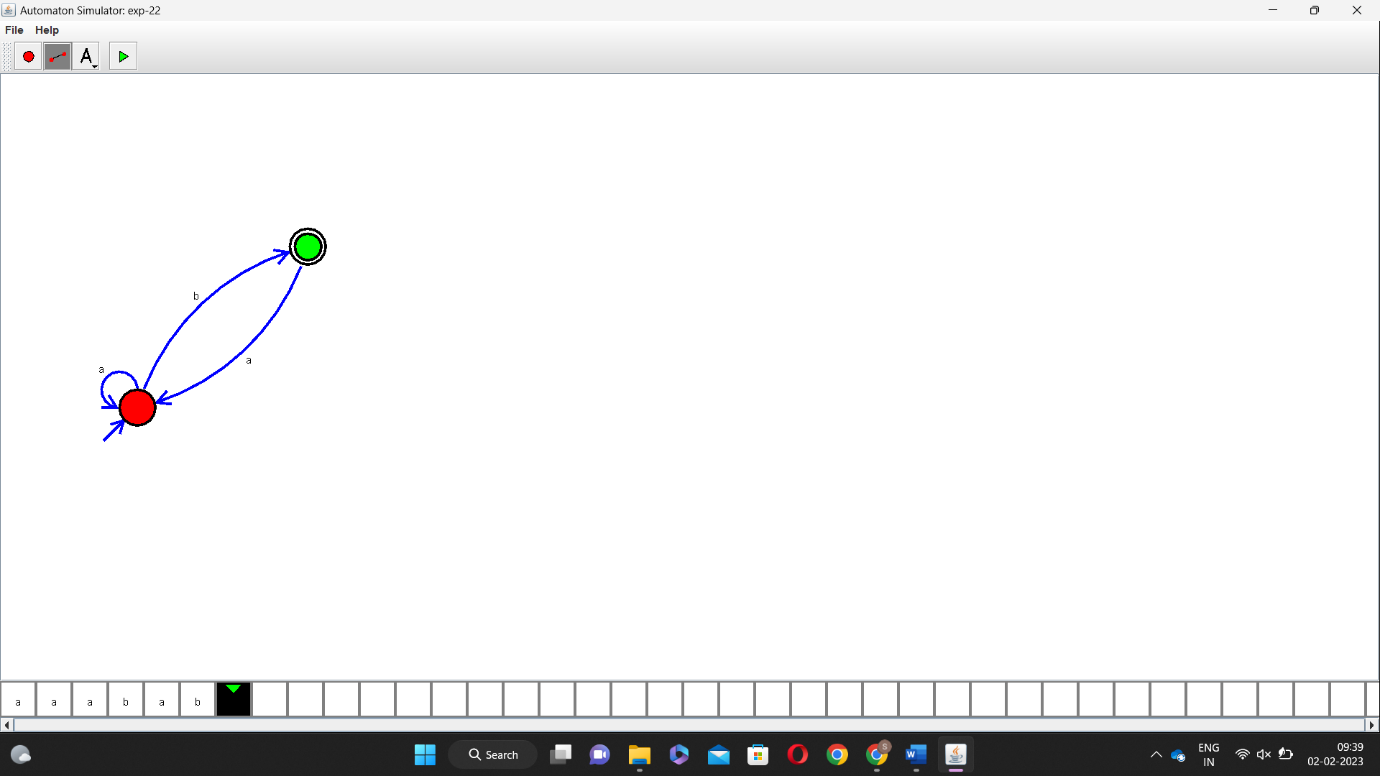 Automaton Simulator: exp-22
File Help
A
b
a
a
a a a b a b
Search
S
ENG
IN
09:39
02-02-2023